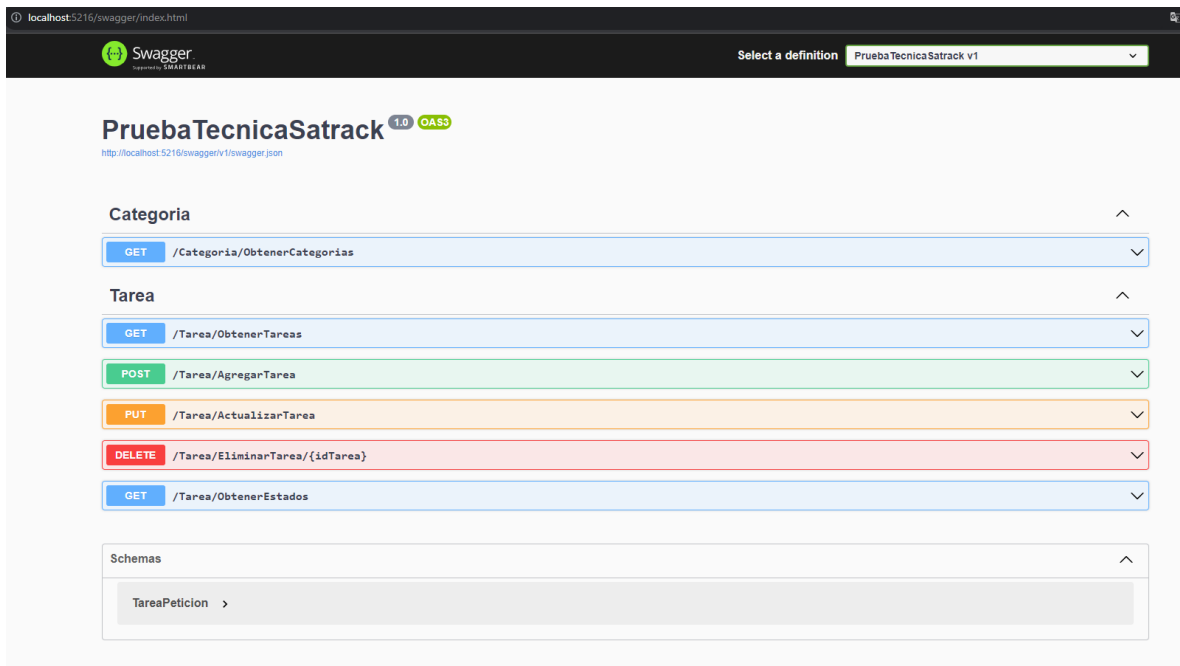 localhost:5216/swagger/index.html
Swagger.
Supported by SMARTBEAR
Select a definition
PruebaTecnicaSatrack v1
PruebaTecnicaSatrack 1.0 OAS3
http://localhost:5216/swagger/v1/swagger.json
Categoria
GET /Categoria/ObtenerCategorias
Tarea
GET /Tarea/ObtenerTareas
POST /Tarea/AgregarTarea
PUT /Tarea/ActualizarTarea
DELETE /Tarea/EliminarTarea/{idTarea}
GET /Tarea/ObtenerEstados
Schemas
TareaPeticion